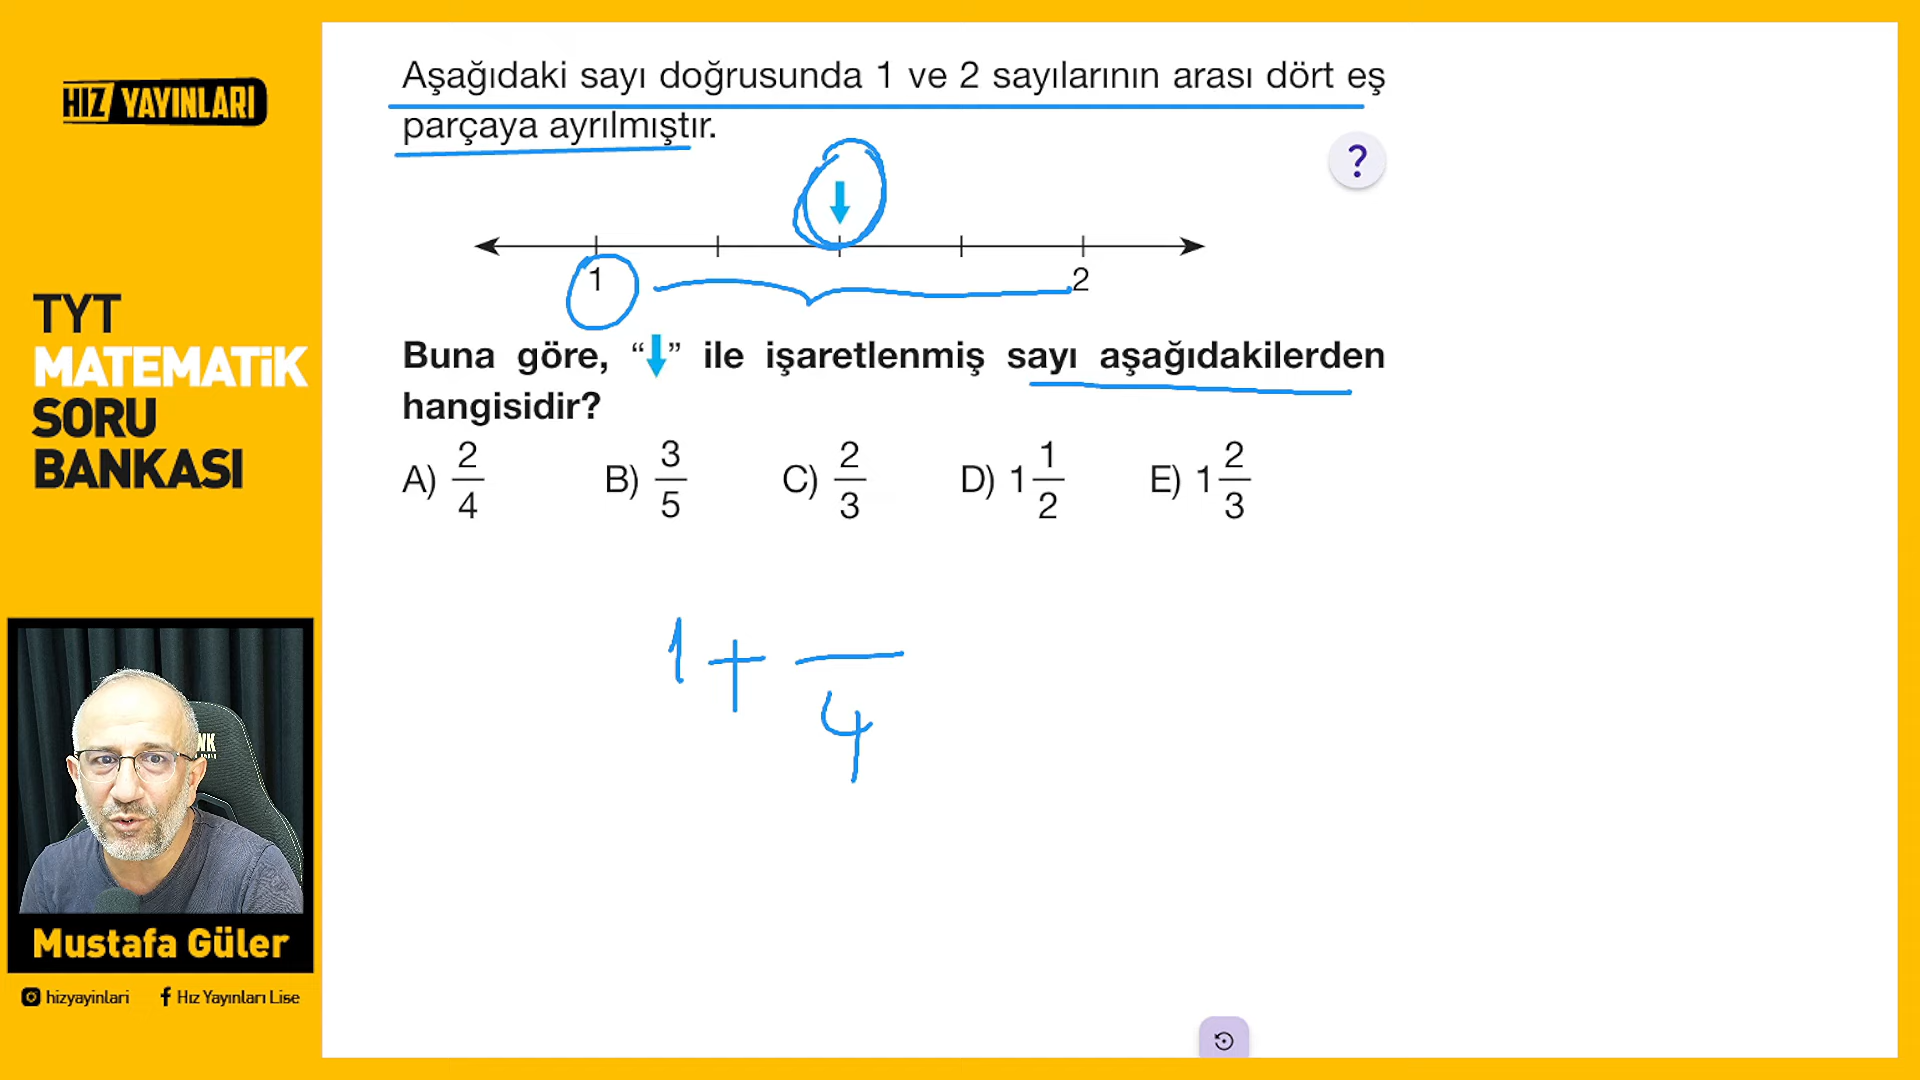 HIZ YAYINLARI
TYT
MATEMATİK
SORU
BANKASI
Mustafa Güler
hizyayinlari
Hız Yayınları Lise
Aşağıdaki sayı doğrusunda 1 ve 2 sayılarının arası dört eş
parçaya ayrılmıştır.
?
1 2
Buna göre, “↓” ile işaretlenmiş sayı aşağıdakilerden
hangisidir?
A) 2/4 B) 3/5 C) 2/3 D) 1 1/2 E) 1 2/3
1 + —/4